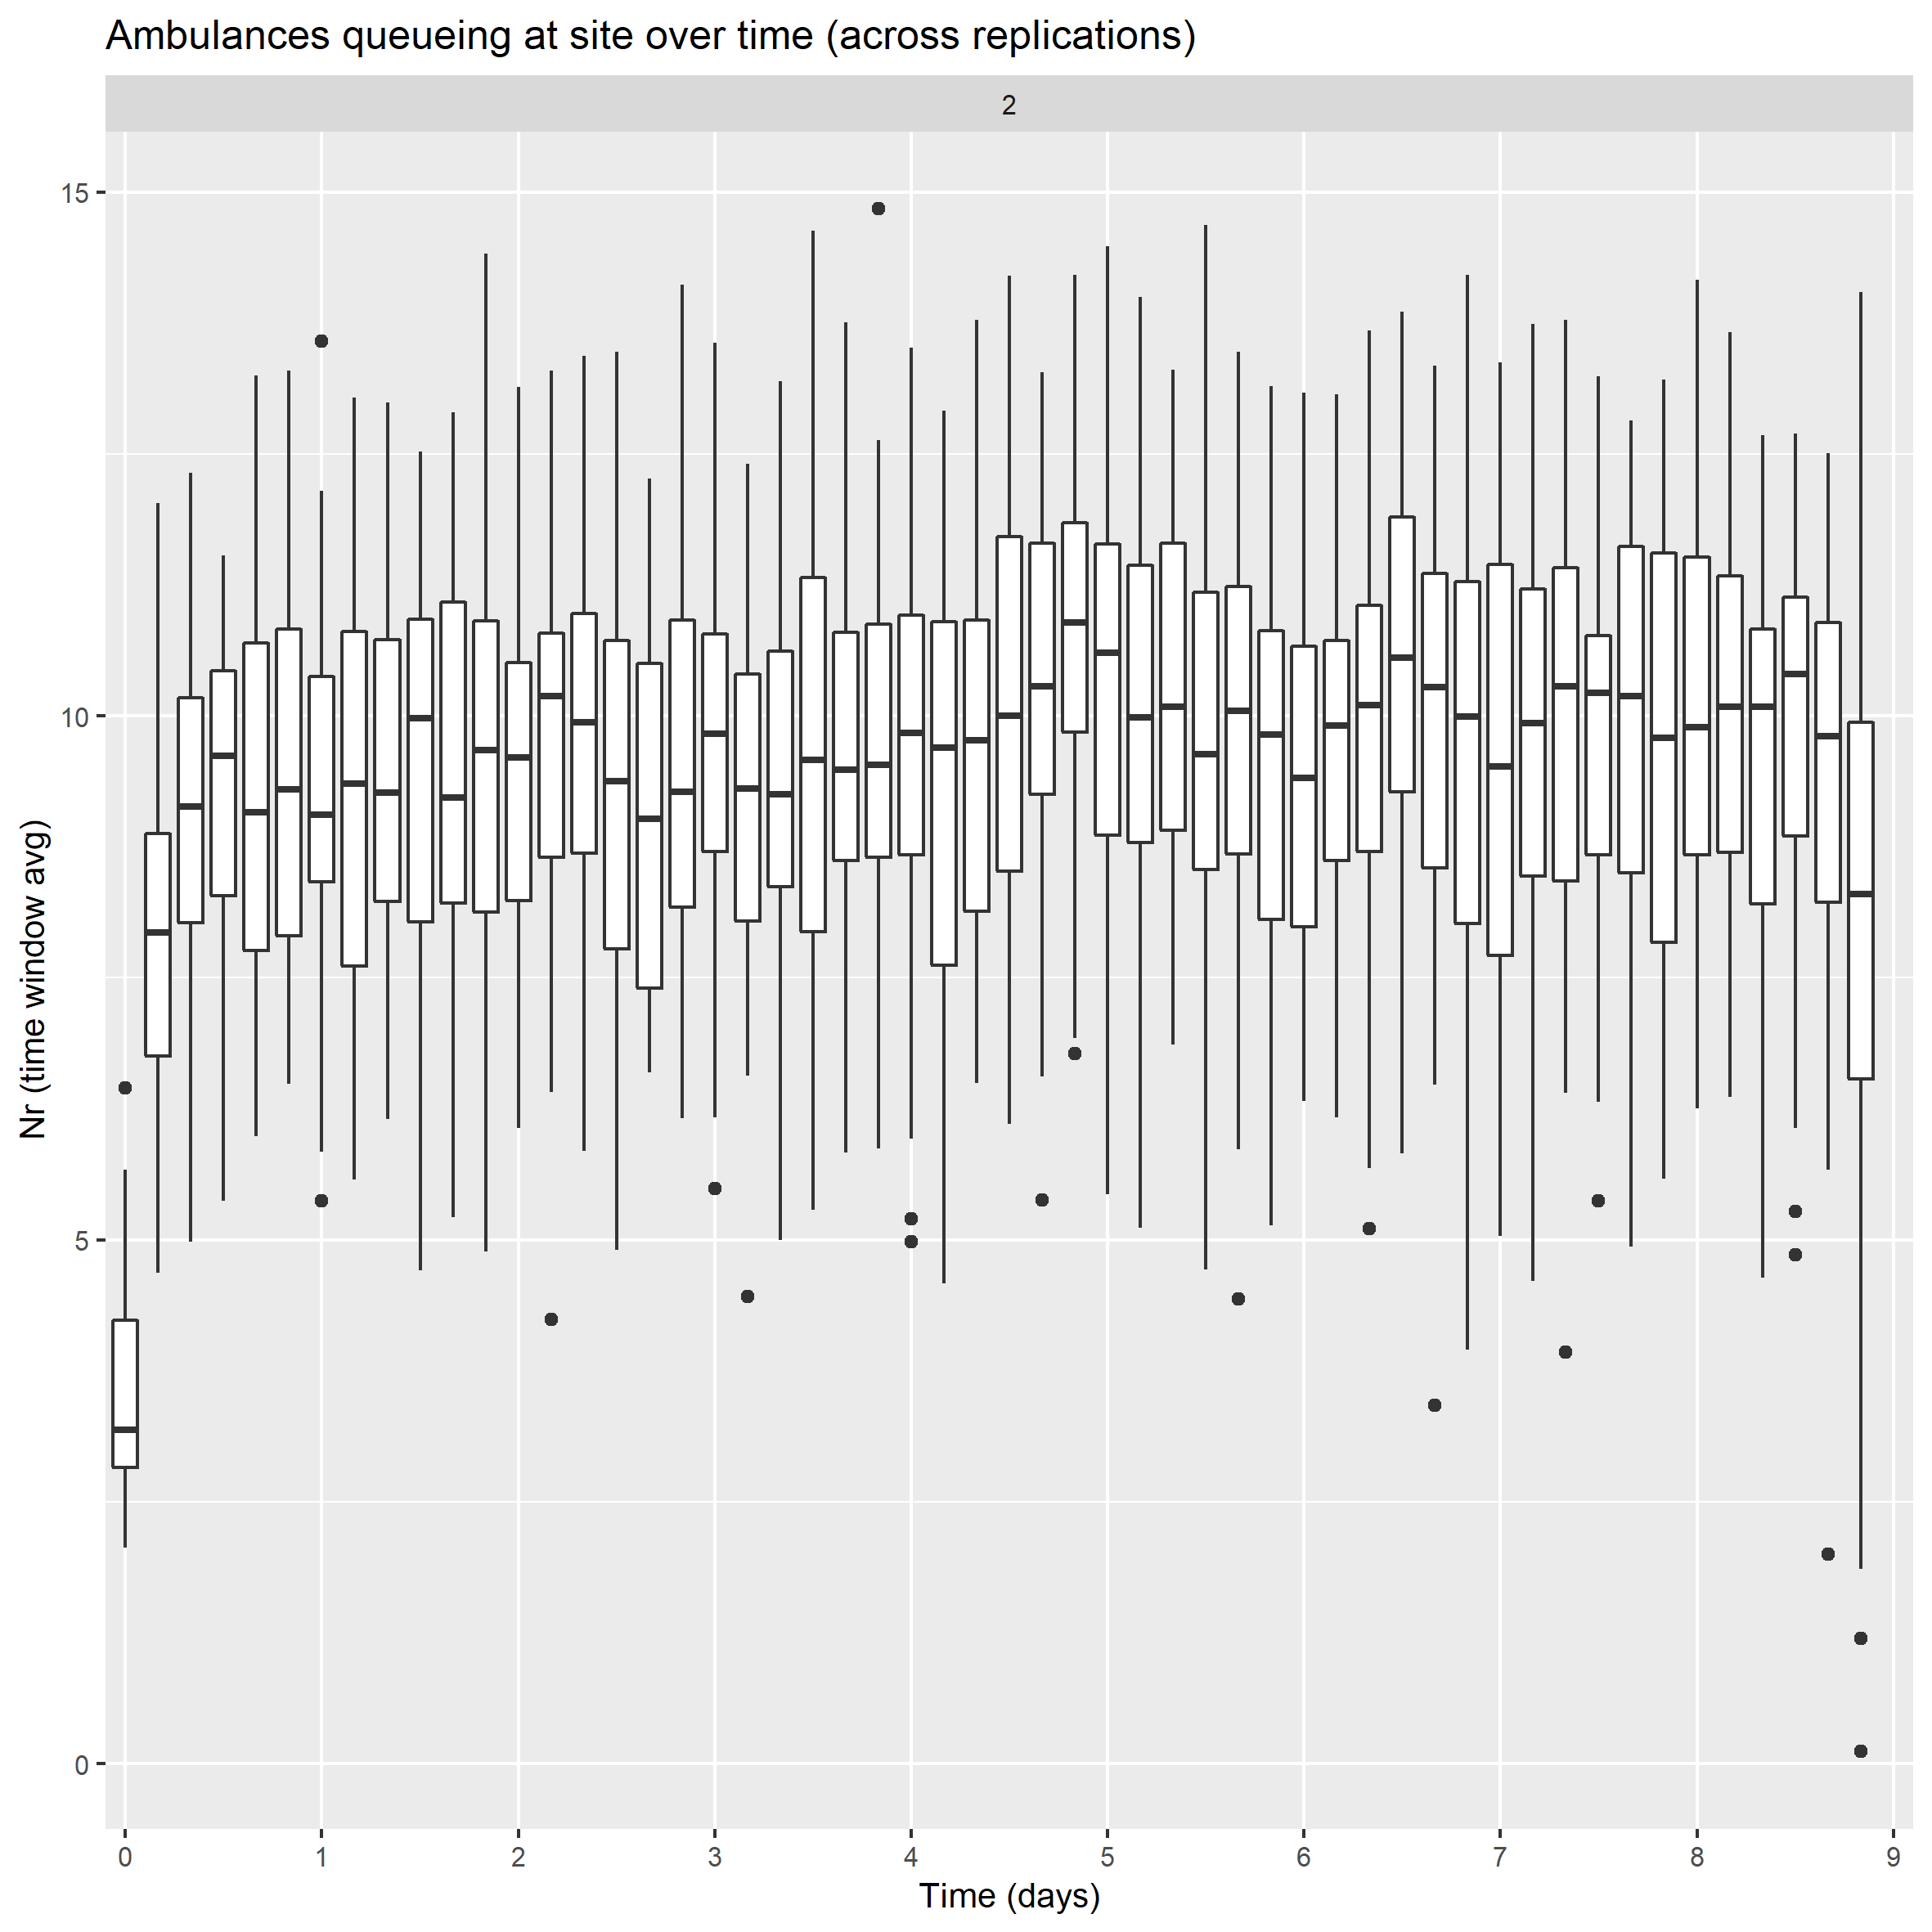 Ambulances queueing at site over time (across replications)
2
15
10
5
0
Nr (time window avg)
0 1 2 3 4 5 6 7 8 9
Time (days)